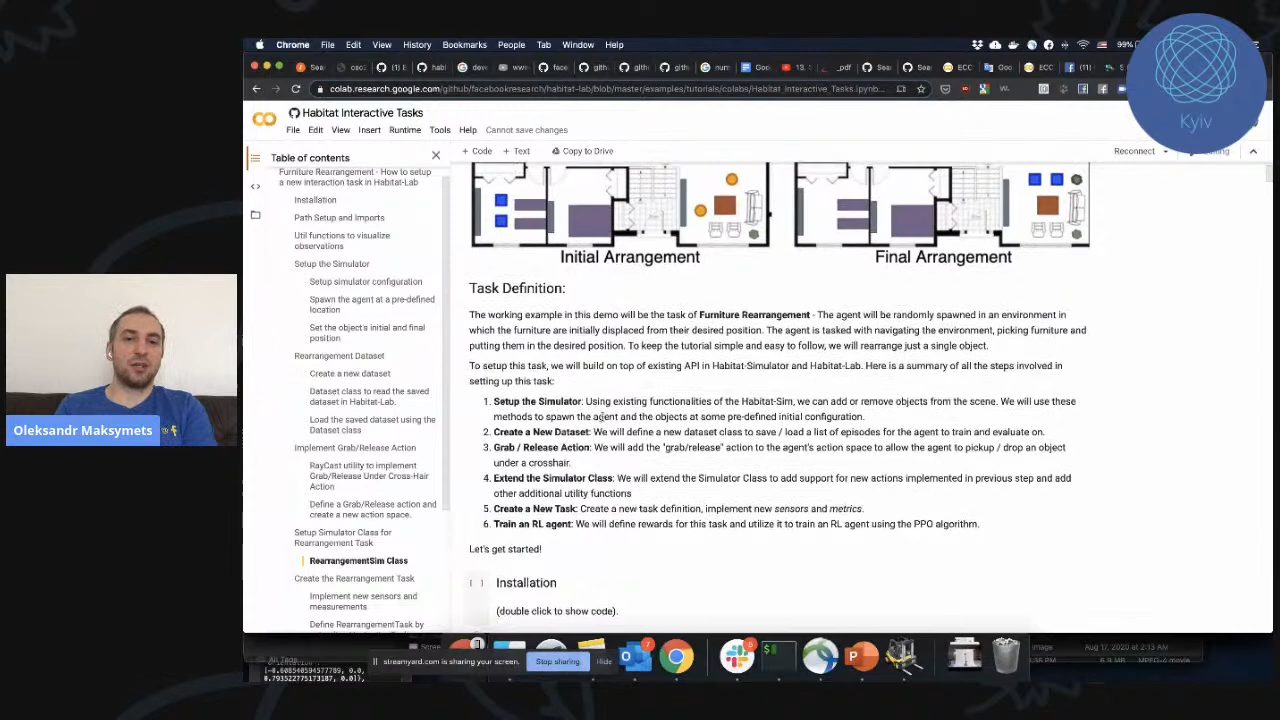 Chrome File Edit View History Bookmarks People Tab Window Help 99%
colab.research.google.com/github/facebookresearch/habitat-lab/blob/master/examples/tutorials/colabs/Habitat_Interactive_Tasks.ipynb...
Kyiv
Habitat Interactive Tasks
File Edit View Insert Runtime Tools Help Cannot save changes
Table of contents
+ Code + Text Copy to Drive
Reconnect
Furniture Rearrangement - How to setup
a new interaction task in Habitat-Lab
Installation
Path Setup and Imports
Util functions to visualize
observations
Setup the Simulator
Setup simulator configuration
Spawn the agent at a pre-defined
location
Set the object's initial and final
position
Rearrangement Dataset
Create a new dataset
Dataset class to read the saved
dataset in Habitat-Lab.
Load the saved dataset using the
Dataset class
Implement Grab/Release Action
RayCast utility to implement
Grab/Release Under Cross-Hair
Action
Define a Grab/Release action and
create a new action space.
Setup Simulator Class for
Rearrangement Task
RearrangementSim Class
Create the Rearrangement Task
Implement new sensors and
measurements
Define RearrangementTask by
Initial Arrangement
Final Arrangement
Task Definition:
The working example in this demo will be the task of Furniture Rearrangement - The agent will be randomly spawned in an environment in
which the furniture are initially displaced from their desired position. The agent is tasked with navigating the environment, picking furniture and
putting them in the desired position. To keep the tutorial simple and easy to follow, we will rearrange just a single object.
To setup this task, we will build on top of existing API in Habitat-Simulator and Habitat-Lab. Here is a summary of all the steps involved in
setting up this task:
1. Setup the Simulator: Using existing functionalities of the Habitat-Sim, we can add or remove objects from the scene. We will use these
methods to spawn the agent and the objects at some pre-defined initial configuration.
2. Create a New Dataset: We will define a new dataset class to save / load a list of episodes for the agent to train and evaluate on.
3. Grab / Release Action: We will add the "grab/release" action to the agent's action space to allow the agent to pickup / drop an object
under a crosshair.
4. Extend the Simulator Class: We will extend the Simulator Class to add support for new actions implemented in previous step and add
other additional utility functions
5. Create a New Task: Create a new task definition, implement new sensors and metrics.
6. Train an RL agent: We will define rewards for this task and utilize it to train an RL agent using the PPO algorithm.
Let's get started!
[ ] Installation
(double click to show code).
Oleksandr Maksymets
streamyard.com is sharing your screen. Stop sharing Hide
Aug 17, 2020 at 2:13 AM
MPEG-4 movie